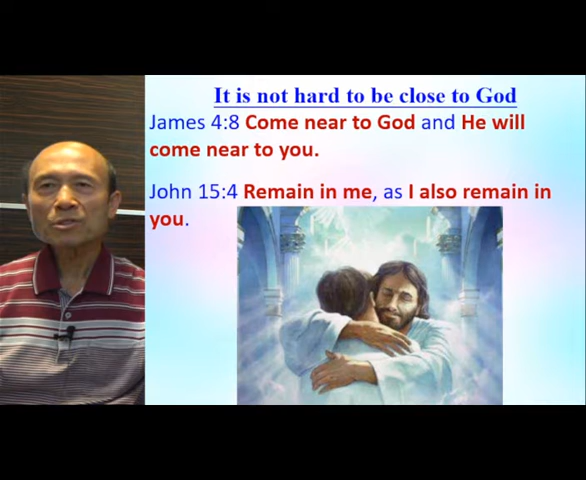 It is not hard to be close to God
James 4:8 Come near to God and He will
come near to you.
John 15:4 Remain in me, as I also remain in
you.